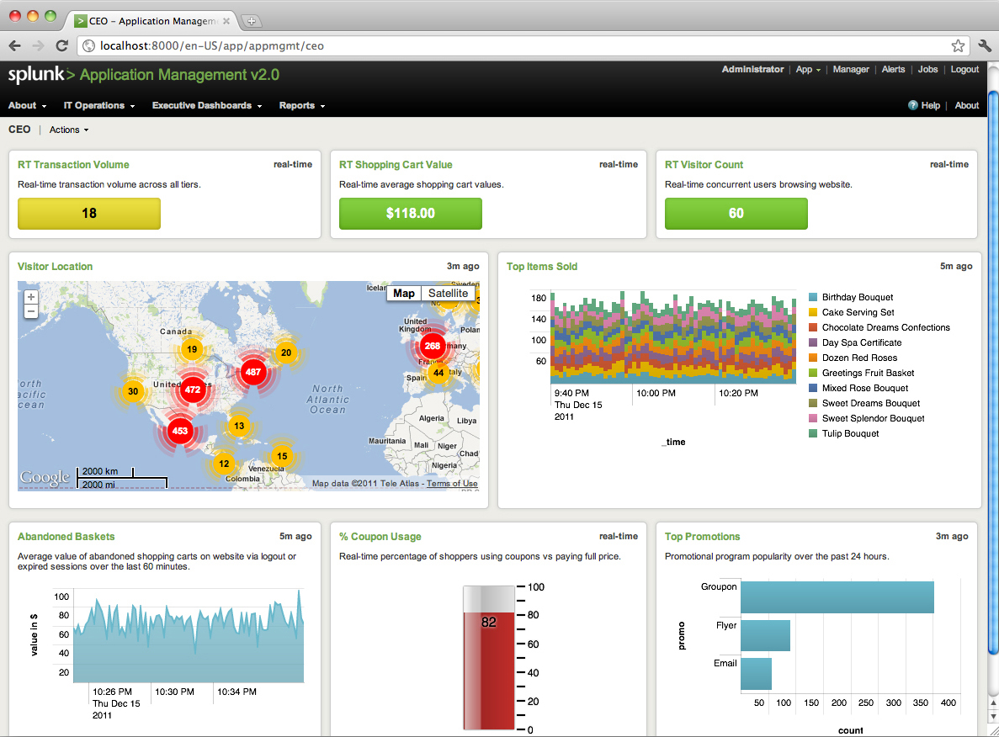 CEO – Application Managem
localhost:8000/en-US/app/appmgmt/ceo
splunk> Application Management v2.0
Administrator | App | Manager | Alerts | Jobs | Logout
About IT Operations Executive Dashboards Reports
? Help | About
CEO | Actions
RT Transaction Volume real-time
Real-time transaction volume across all tiers.
18
RT Shopping Cart Value real-time
Real-time average shopping cart values.
$118.00
RT Visitor Count real-time
Real-time concurrent users browsing website.
60
Visitor Location 3m ago
+
−
Map Satellite
Canada
United
Kingdom
Polan
Spain
North
Atlantic
Ocean
Algeria
Libya
Mauritania
Mali
Niger
Chad
Nigeria
Venezuela
Colombia
19
20
487
472
30
453
13
12
15
268
44
Google
2000 km
2000 mi
Map data ©2011 Tele Atlas - Terms of Use
Top Items Sold 5m ago
180
140
100
60
9:40 PM
Thu Dec 15
2011
10:00 PM
10:20 PM
_time
Birthday Bouquet
Cake Serving Set
Chocolate Dreams Confections
Day Spa Certificate
Dozen Red Roses
Greetings Fruit Basket
Mixed Rose Bouquet
Sweet Dreams Bouquet
Sweet Splendor Bouquet
Tulip Bouquet
Abandoned Baskets 5m ago
Average value of abandoned shopping carts on website via logout or
expired sessions over the last 60 minutes.
value in $
100
80
60
40
20
10:26 PM
Thu Dec 15
2011
10:30 PM
10:34 PM
% Coupon Usage real-time
Real-time percentage of shoppers using coupons vs paying full price.
82
100
80
60
40
20
0
Top Promotions 3m ago
Promotional program popularity over the past 24 hours.
promo
Groupon
Flyer
Email
50 100 150 200 250 300 350 400
count